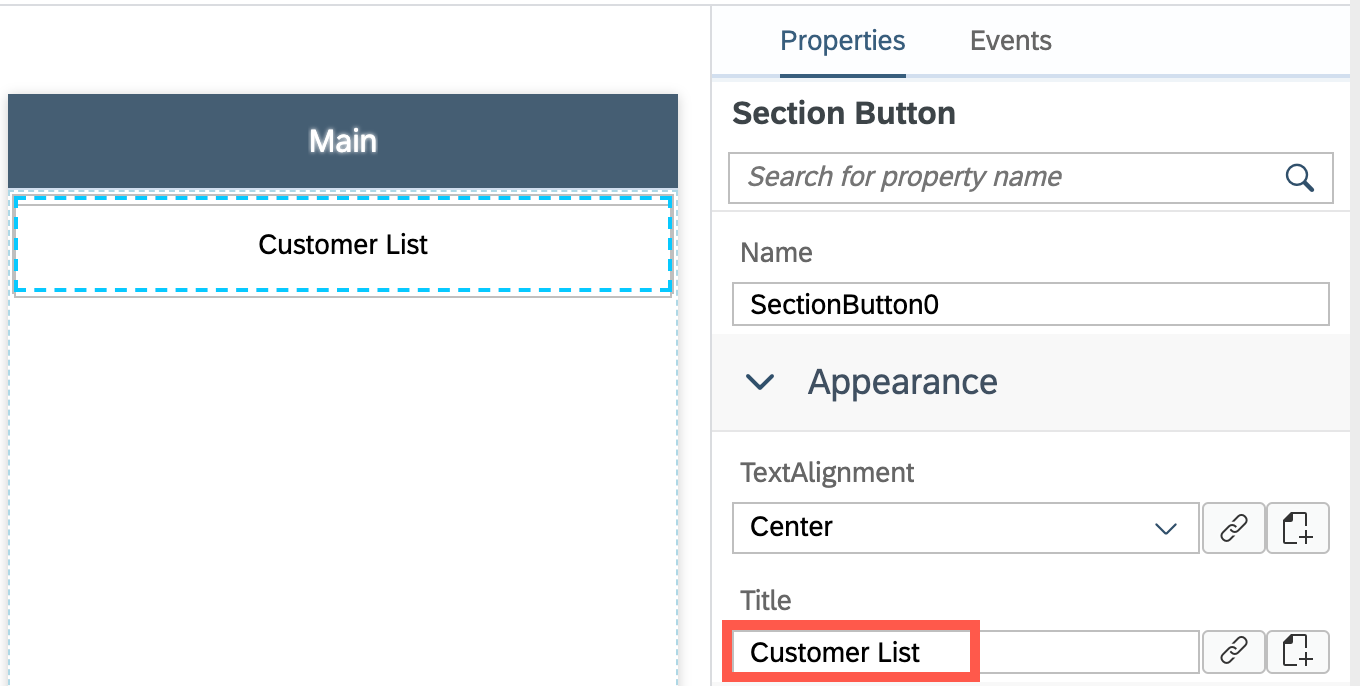 Main
Customer List
Properties
Events
Section Button
Search for property name
Name
SectionButton0
Appearance
TextAlignment
Center
Title
Customer List